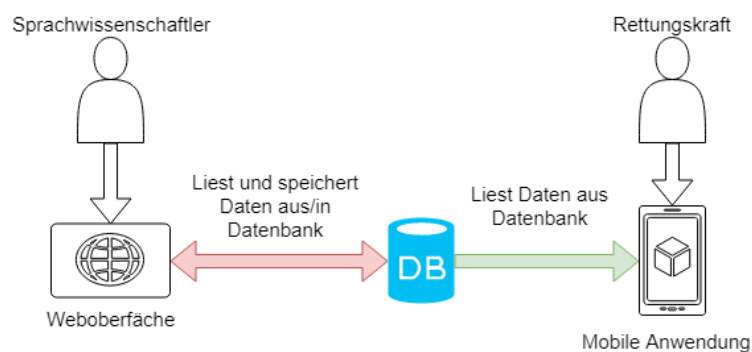 Sprachwissenschaftler
Rettungskraft
Liest und speichert
Daten aus/in
Datenbank
Liest Daten aus
Datenbank
DB
Weboberfäche
Mobile Anwendung